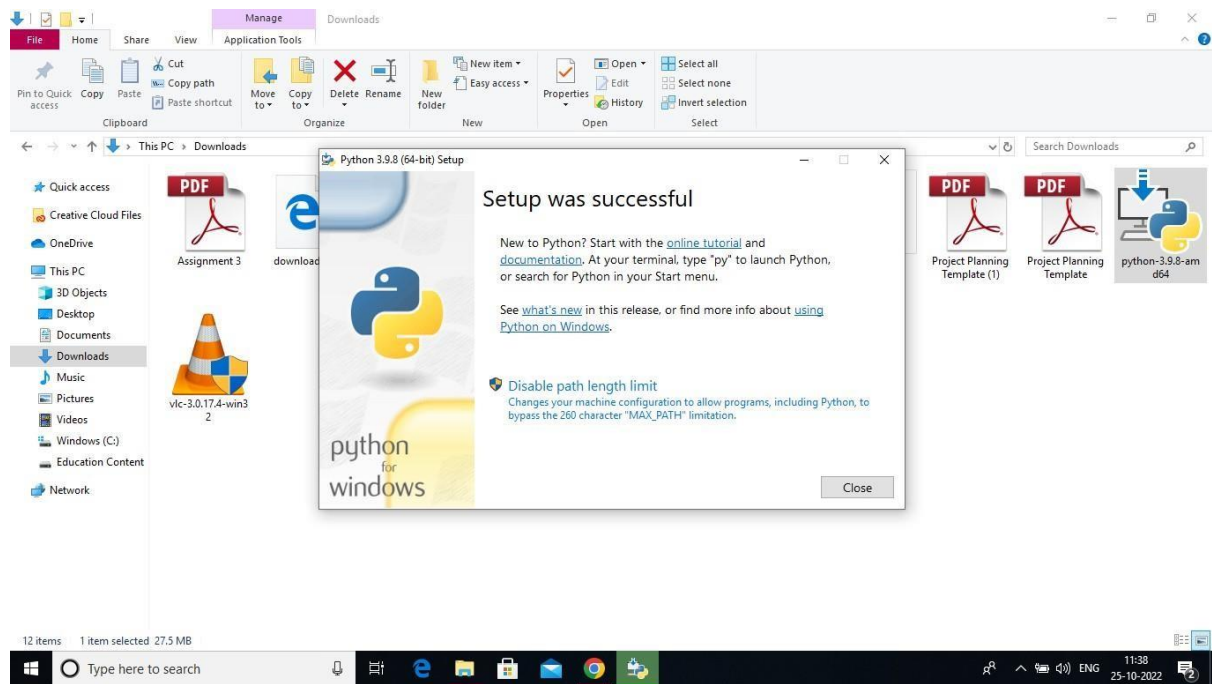 Manage
Downloads
File
Home
Share
View
Application Tools
Pin to Quick
access
Copy
Paste
Cut
Copy path
Paste shortcut
Clipboard
Move
to
Copy
to
Delete
Rename
Organize
New
folder
New item
Easy access
New
Properties
Open
Edit
History
Open
Select all
Select none
Invert selection
Select
This PC
Downloads
Search Downloads
Quick access
Creative Cloud Files
OneDrive
This PC
3D Objects
Desktop
Documents
Downloads
Music
Pictures
Videos
Windows (C:)
Education Content
Network
PDF
Assignment 3
download
vlc-3.0.17.4-win3
2
Python 3.9.8 (64-bit) Setup
Setup was successful
New to Python? Start with the online tutorial and
documentation. At your terminal, type "py" to launch Python,
or search for Python in your Start menu.
See what's new in this release, or find more info about using
Python on Windows.
Disable path length limit
Changes your machine configuration to allow programs, including Python, to
bypass the 260 character "MAX_PATH" limitation.
python
for
windows
Close
PDF
Project Planning
Template (1)
PDF
Project Planning
Template
python-3.9.8-am
d64
12 items
1 item selected 27.5 MB
Type here to search
ENG
11:38
25-10-2022
2